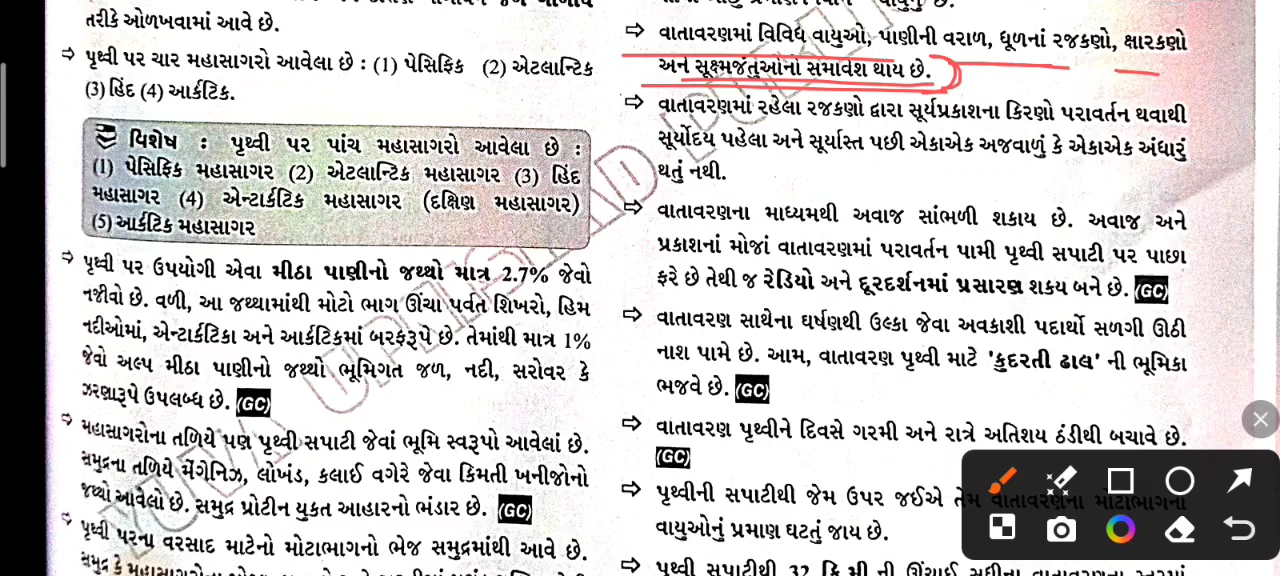 તરીકે ઓળખવામાં આવે છે.
⇨ પૃથ્વી પર ચાર મહાસાગરો આવેલા છે : (1) પેસિફિક (2) એટલાન્ટિક
(3) હિંદ (4) આર્કટિક.
વિશેષ : પૃથ્વી પર પાંચ મહાસાગરો આવેલા છે :
(1) પેસિફિક મહાસાગર (2) એટલાન્ટિક મહાસાગર (3) હિંદ
મહાસાગર (4) એન્ટાર્કટિક મહાસાગર (દક્ષિણ મહાસાગર)
(5) આર્કટિક મહાસાગર
⇨ પૃથ્વી પર ઉપયોગી એવા મીઠા પાણીનો જથ્થો માત્ર 2.7% જેવો
નજીવો છે. વળી, આ જથ્થામાંથી મોટો ભાગ ઊંચા પર્વત શિખરો, હિમ
નદીઓમાં, એન્ટાર્કટિકા અને આર્કટિકમાં બરફરૂપે છે. તેમાંથી માત્ર 1%
જેવો અલ્પ મીઠા પાણીનો જથ્થો ભૂમિગત જળ, નદી, સરોવર કે
ઝરણારૂપે ઉપલબ્ધ છે. (GC)
⇨ મહાસાગરોના તળિયે પણ પૃથ્વી સપાટી જેવાં ભૂમિ સ્વરૂપો આવેલાં છે.
સમુદ્રના તળિયે મેંગેનિઝ, લોખંડ, કલાઈ વગેરે જેવા કિમતી ખનીજોનો
જથ્થો આવેલો છે. સમુદ્ર પ્રોટીન યુકત આહારનો ભંડાર છે. (GC)
⇨ પૃથ્વી પરના વરસાદ માટેનો મોટાભાગનો ભેજ સમુદ્રમાંથી આવે છે.
સમુદ્ર કે
⇨ વાતાવરણમાં વિવિધ વાયુઓ, પાણીની વરાળ, ધૂળનાં રજકણો, ક્ષારકણો
અને સૂક્ષ્મજંતુઓનો સમાવેશ થાય છે.
⇨ વાતાવરણમાં રહેલા રજકણો દ્વારા સૂર્યપ્રકાશના કિરણો પરાવર્તન થવાથી
સૂર્યોદય પહેલા અને સૂર્યાસ્ત પછી એકાએક અજવાળું કે એકાએક અંધારું
થતું નથી.
⇨ વાતાવરણના માધ્યમથી અવાજ સાંભળી શકાય છે. અવાજ અને
પ્રકાશનાં મોજાં વાતાવરણમાં પરાવર્તન પામી પૃથ્વી સપાટી પર પાછા
ફરે છે તેથી જ રેડિયો અને દૂરદર્શનમાં પ્રસારણ શકય બને છે. (GC)
⇨ વાતાવરણ સાથેના ઘર્ષણથી ઉલ્કા જેવા અવકાશી પદાર્થો સળગી ઊઠી
નાશ પામે છે. આમ, વાતાવરણ પૃથ્વી માટે 'કુદરતી ઢાલ' ની ભૂમિકા
ભજવે છે. (GC)
⇨ વાતાવરણ પૃથ્વીને દિવસે ગરમી અને રાત્રે અતિશય ઠંડીથી બચાવે છે.
(GC)
⇨ પૃથ્વીની સપાટીથી જેમ ઉપર જઈએ તેમ વાતાવરણના મોટાભાગના
વાયુઓનું પ્રમાણ ઘટતું જાય છે.
⇨ પૃથ્વી સપાટીથી 32 કિ.મી.ની ઊંચાઈ સુધીના વાતાવરણના સ્તરમાં